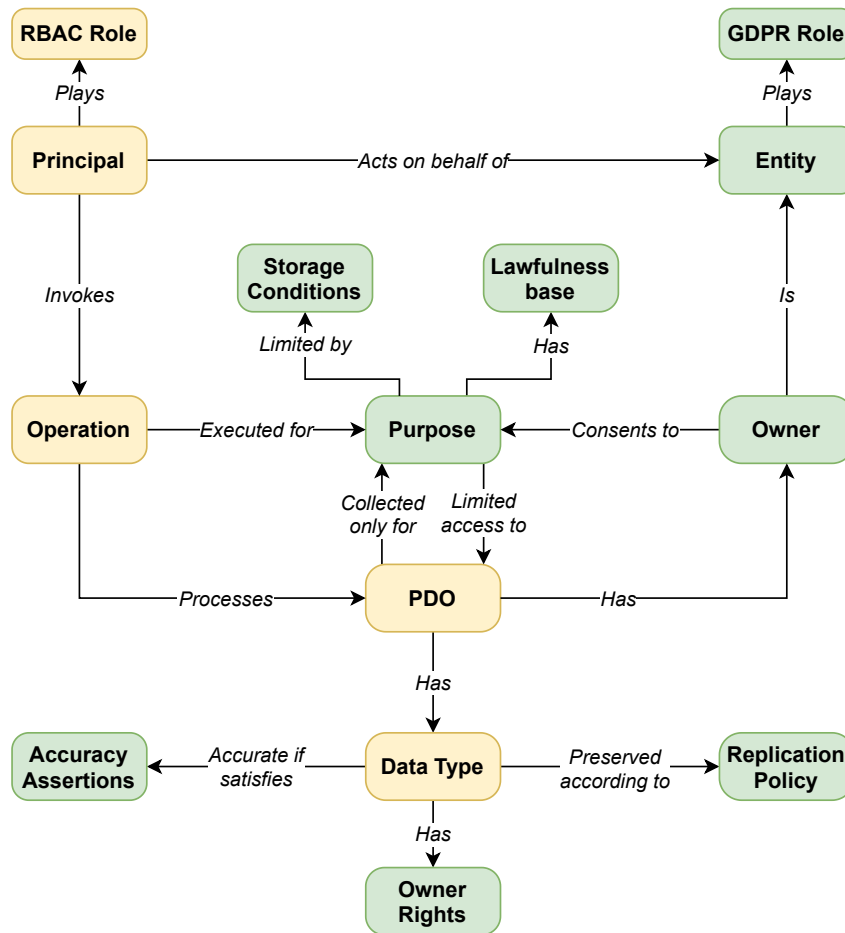 RBAC Role
GDPR Role
Plays
Plays
Principal
Acts on behalf of
Entity
Storage
Conditions
Lawfulness
base
Invokes
Is
Limited by
Has
Operation
Executed for
Purpose
Consents to
Owner
Collected
only for
Limited
access to
Processes
PDO
Has
Has
Accuracy
Assertions
Accurate if
satisfies
Data Type
Preserved
according to
Replication
Policy
Has
Owner
Rights